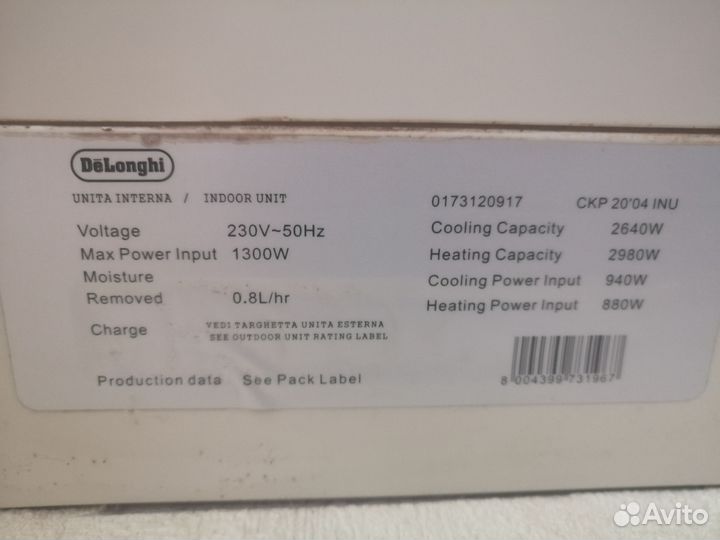 DēLonghi
UNITA INTERNA / INDOOR UNIT
Voltage 230V~50Hz
Max Power Input 1300W
Moisture
Removed 0.8L/hr
Charge VEDI TARGHETTA UNITA ESTERNA
SEE OUTDOOR UNIT RATING LABEL
Production data See Pack Label
0173120917 CKP 20'04 INU
Cooling Capacity 2640W
Heating Capacity 2980W
Cooling Power Input 940W
Heating Power Input 880W
8 004399 731967
Avito